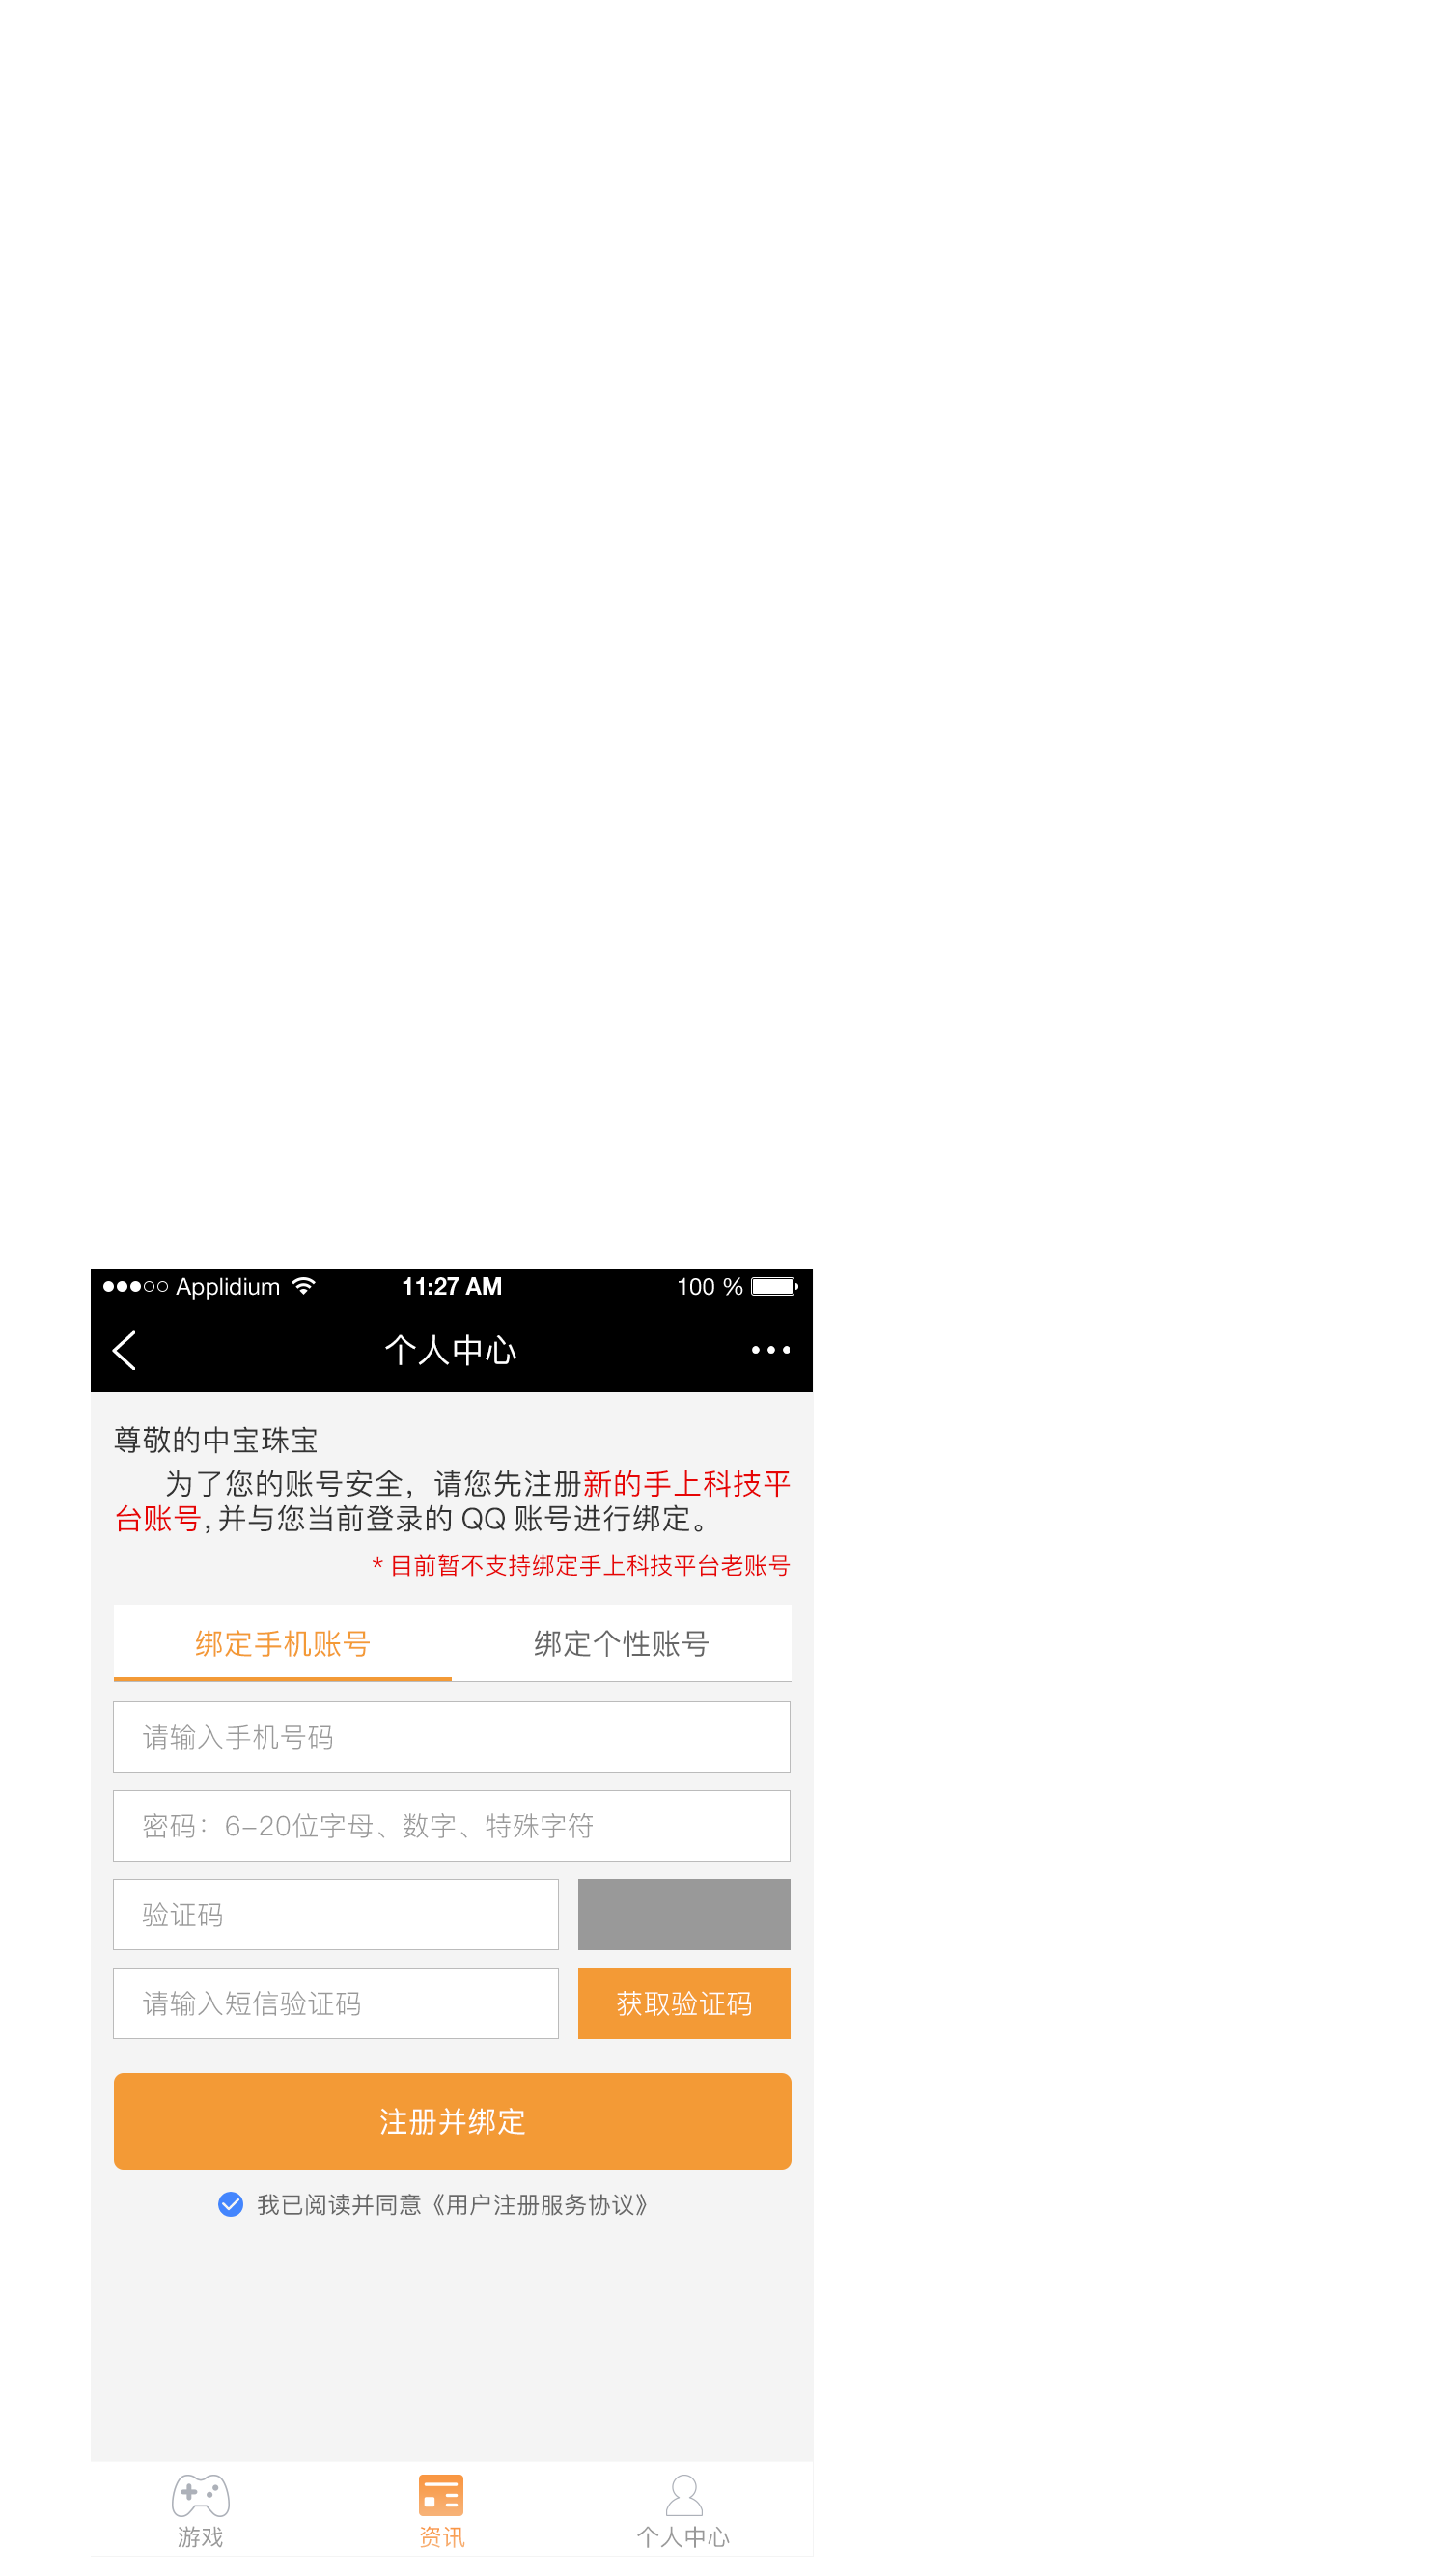 Applidium 11:27 AM 100 %
个人中心
尊敬的中宝珠宝
为了您的账号安全，请您先注册新的手上科技平
台账号，并与您当前登录的 QQ 账号进行绑定。
* 目前暂不支持绑定手上科技平台老账号
绑定手机账号 绑定个性账号
请输入手机号码
密码：6-20位字母、数字、特殊字符
验证码
请输入短信验证码 获取验证码
注册并绑定
我已阅读并同意《用户注册服务协议》
游戏 资讯 个人中心